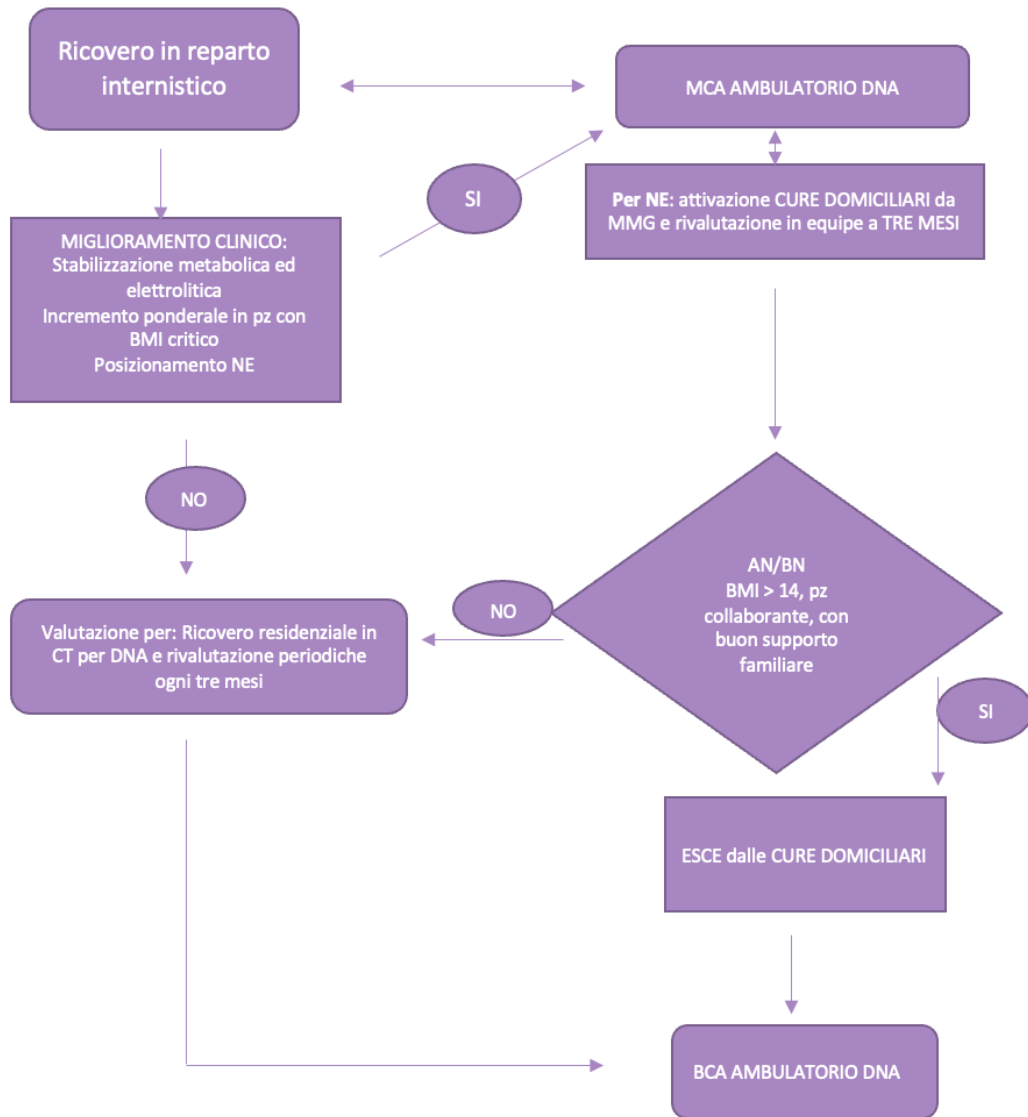 Ricovero in reparto
internistico
MCA AMBULATORIO DNA
SI
Per NE: attivazione CURE DOMICILIARI da
MMG e rivalutazione in equipe a TRE MESI
MIGLIORAMENTO CLINICO:
Stabilizzazione metabolica ed
elettrolitica
Incremento ponderale in pz con
BMI critico
Posizionamento NE
NO
AN/BN
BMI > 14, pz
collaborante, con
buon supporto
familiare
NO
Valutazione per: Ricovero residenziale in
CT per DNA e rivalutazione periodiche
ogni tre mesi
SI
ESCE dalle CURE DOMICILIARI
BCA AMBULATORIO DNA